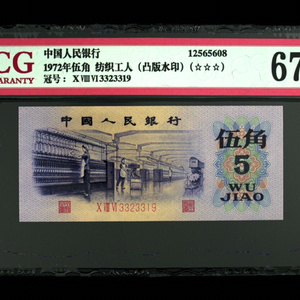 CG
中国人民银行 12565608
67
1972年伍角 纺织工人（凸版水印）(☆☆☆)
冠号： X Ⅷ Ⅵ 3323319
中国人民银行
伍角
5
WU
JIAO
X Ⅷ Ⅵ 3323319